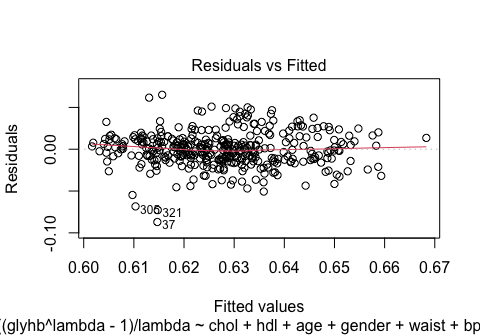 Residuals vs Fitted
Residuals
0.00
-0.10
305
321
37
0.60 0.61 0.62 0.63 0.64 0.65 0.66 0.67
Fitted values
((glyhb^lambda - 1)/lambda ~ chol + hdl + age + gender + waist + bp